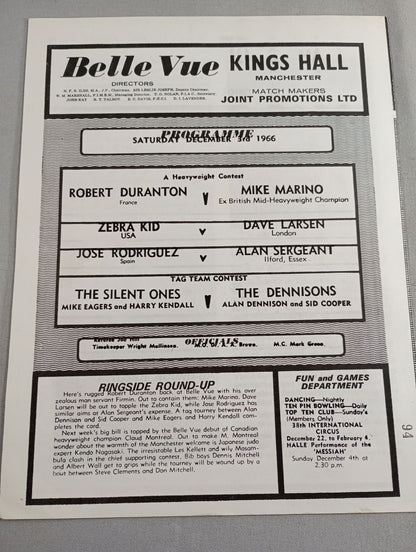 Belle Vue KINGS HALL
MANCHESTER
DIRECTORS
MATCH MAKERS
JOINT PROMOTIONS LTD
PROGRAMME
SATURDAY DECEMBER 3rd 1966
A Heavyweight Contest
ROBERT DURANTON v MIKE MARINO
France Ex British Mid-Heavyweight Champion
ZEBRA KID v DAVE LARSEN
USA London
JOSE RODRIGUEZ v ALAN SERGEANT
Spain Ilford, Essex
TAG TEAM CONTEST
THE SILENT ONES v THE DENNISONS
MIKE EAGERS and HARRY KENDALL ALAN DENNISON and SID COOPER
OFFICIALS
Timekeeper Wright Mallinson. Brown. M.C. Mark Green.
RINGSIDE ROUND-UP
Here's rugged Robert Duranton back at Belle Vue with his over
zealous man servant Firmin. Out to contain them: Mike Marino. Dave
Larsen will be out to topple the Zebra Kid, while Jose Rodriguez has
similar aims at Alan Sergeant's expense. A tag tourney between Alan
Dennison and Sid Cooper and Mike Eagers and Harry Kendall com-
pletes the card.
Next week's big bill is topped by the Belle Vue debut of Canadian
heavyweight champion Claud Montreal. Out to make M. Montreal
wonder about the warmth of the Manchester welcome is Japanese judo
expert Kendo Nagasaki. The irresistable Les Kellett and wily Masam-
bula clash in the chief supporting contest. Bib boys Dennis Mitchell
and Albert Wall get to grips while the tourney will be wound up by a
bout between Steve Clements and Don Mitchell.
FUN and GAMES
DEPARTMENT
DANCING—Nightly
TEN PIN BOWLING—Daily
TOP TEN CLUB—Sunday's
(Members Only)
38th INTERNATIONAL
CIRCUS
December 22, to February 4.
HALLE Performance of the
'MESSIAH'
Sunday December 4th at
2.30 p.m.
94